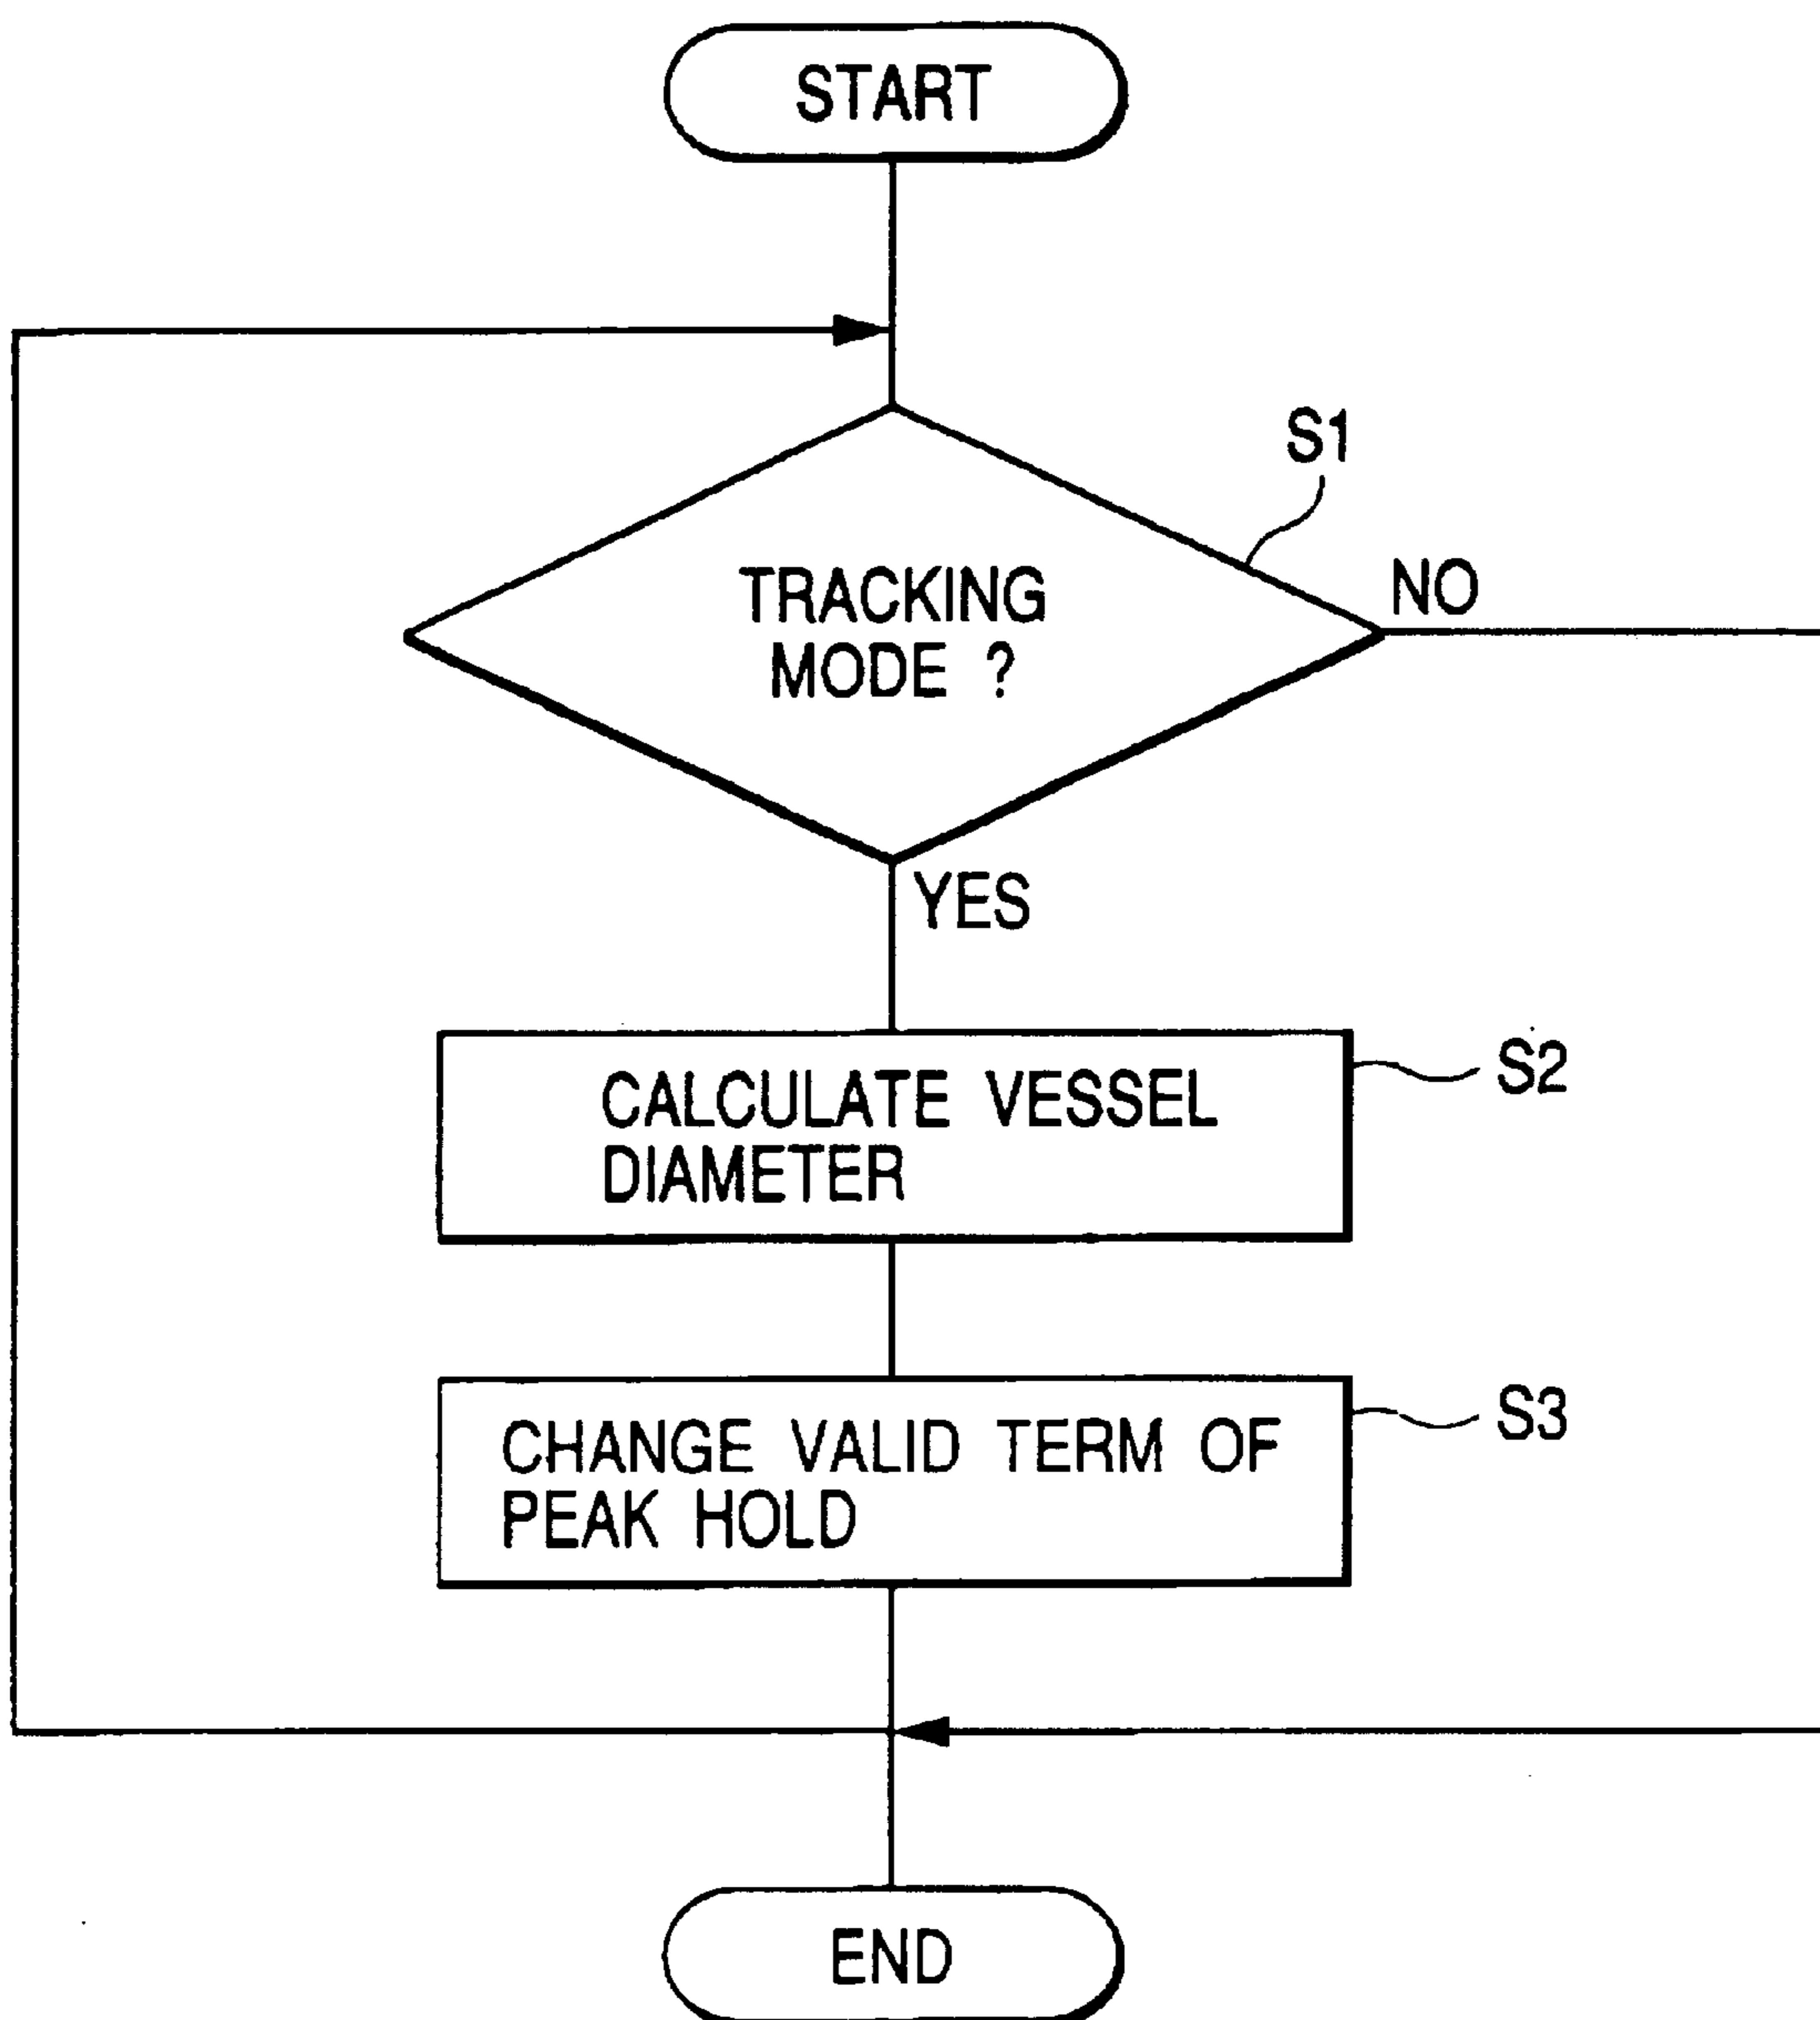 START
S1
TRACKING
MODE ?
NO
YES
S2
CALCULATE VESSEL
DIAMETER
S3
CHANGE VALID TERM OF
PEAK HOLD
END